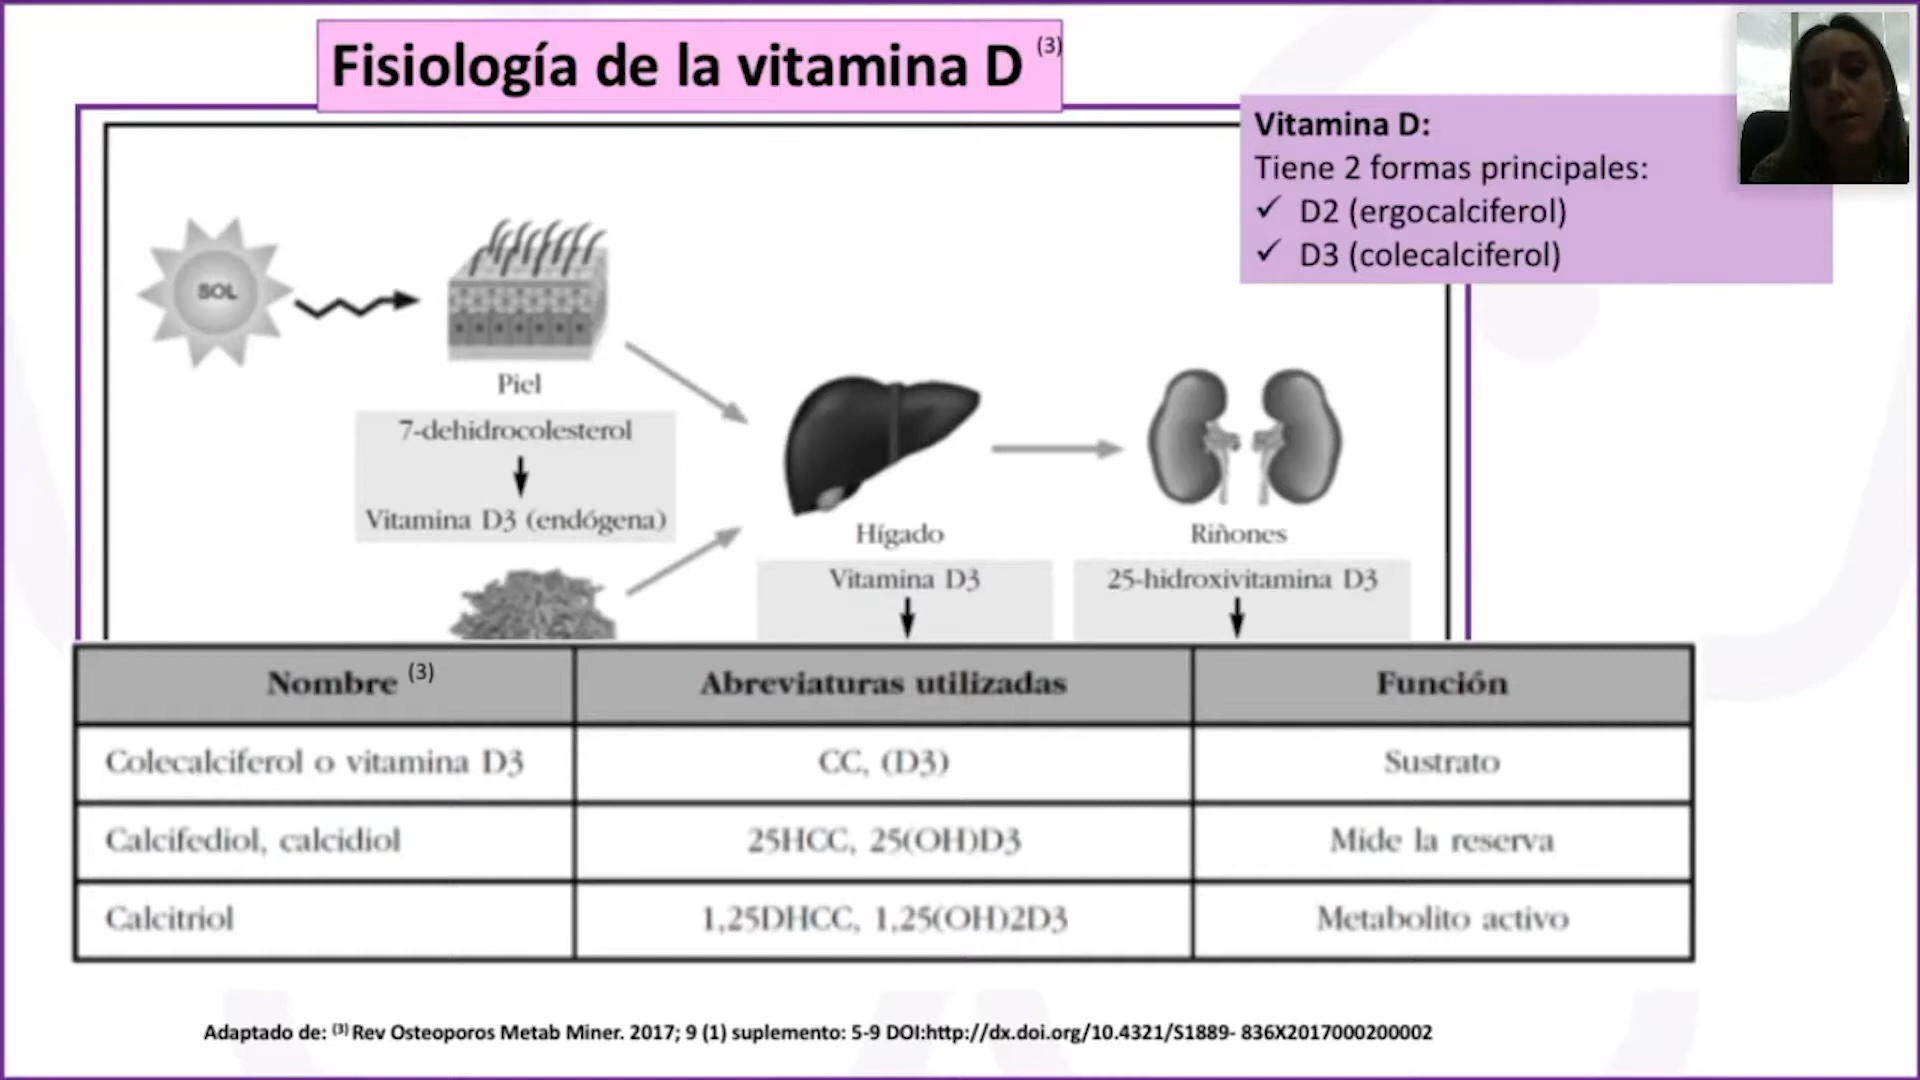 Fisiología de la vitamina D (3)
Vitamina D:
Tiene 2 formas principales:
✓ D2 (ergocalciferol)
✓ D3 (colecalciferol)
SOL
Piel
7-dehidrocolesterol
Vitamina D3 (endógena)
Hígado
Vitamina D3
Riñones
25-hidroxivitamina D3
Nombre (3) Abreviaturas utilizadas Función
Colecalciferol o vitamina D3 CC, (D3) Sustrato
Calcifediol, calcidiol 25HCC, 25(OH)D3 Mide la reserva
Calcitriol 1,25DHCC, 1,25(OH)2D3 Metabolito activo
Adaptado de: (3) Rev Osteoporos Metab Miner. 2017; 9 (1) suplemento: 5-9 DOI:http://dx.doi.org/10.4321/S1889- 836X2017000200002